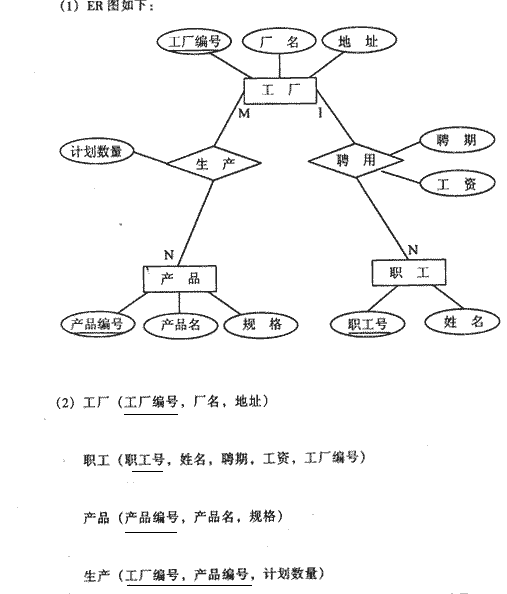 (1) ER图如下：
工厂编号 厂名 地址
工厂
M 1
计划数量 生产 聘用 聘期
工资
N N
产品 职工
产品编号 产品名 规格 职工号 姓名
(2) 工厂（工厂编号，厂名，地址）
职工（职工号，姓名，聘期，工资，工厂编号）
产品（产品编号，产品名，规格）
生产（工厂编号，产品编号，计划数量）